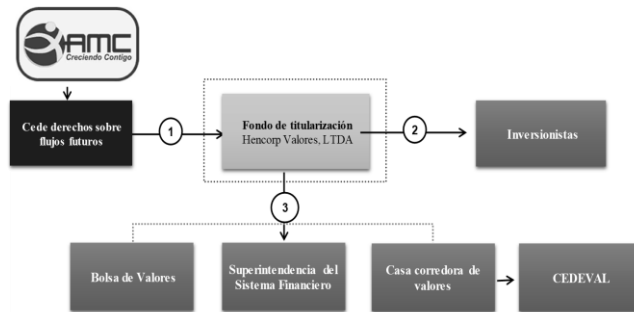 AMC
Creciendo Contigo
Cede derechos sobre
flujos futuros
1
Fondo de titularización
Hencorp Valores, LTDA
2
Inversionistas
3
Bolsa de Valores
Superintendencia del
Sistema Financiero
Casa corredora de
valores
CEDEVAL